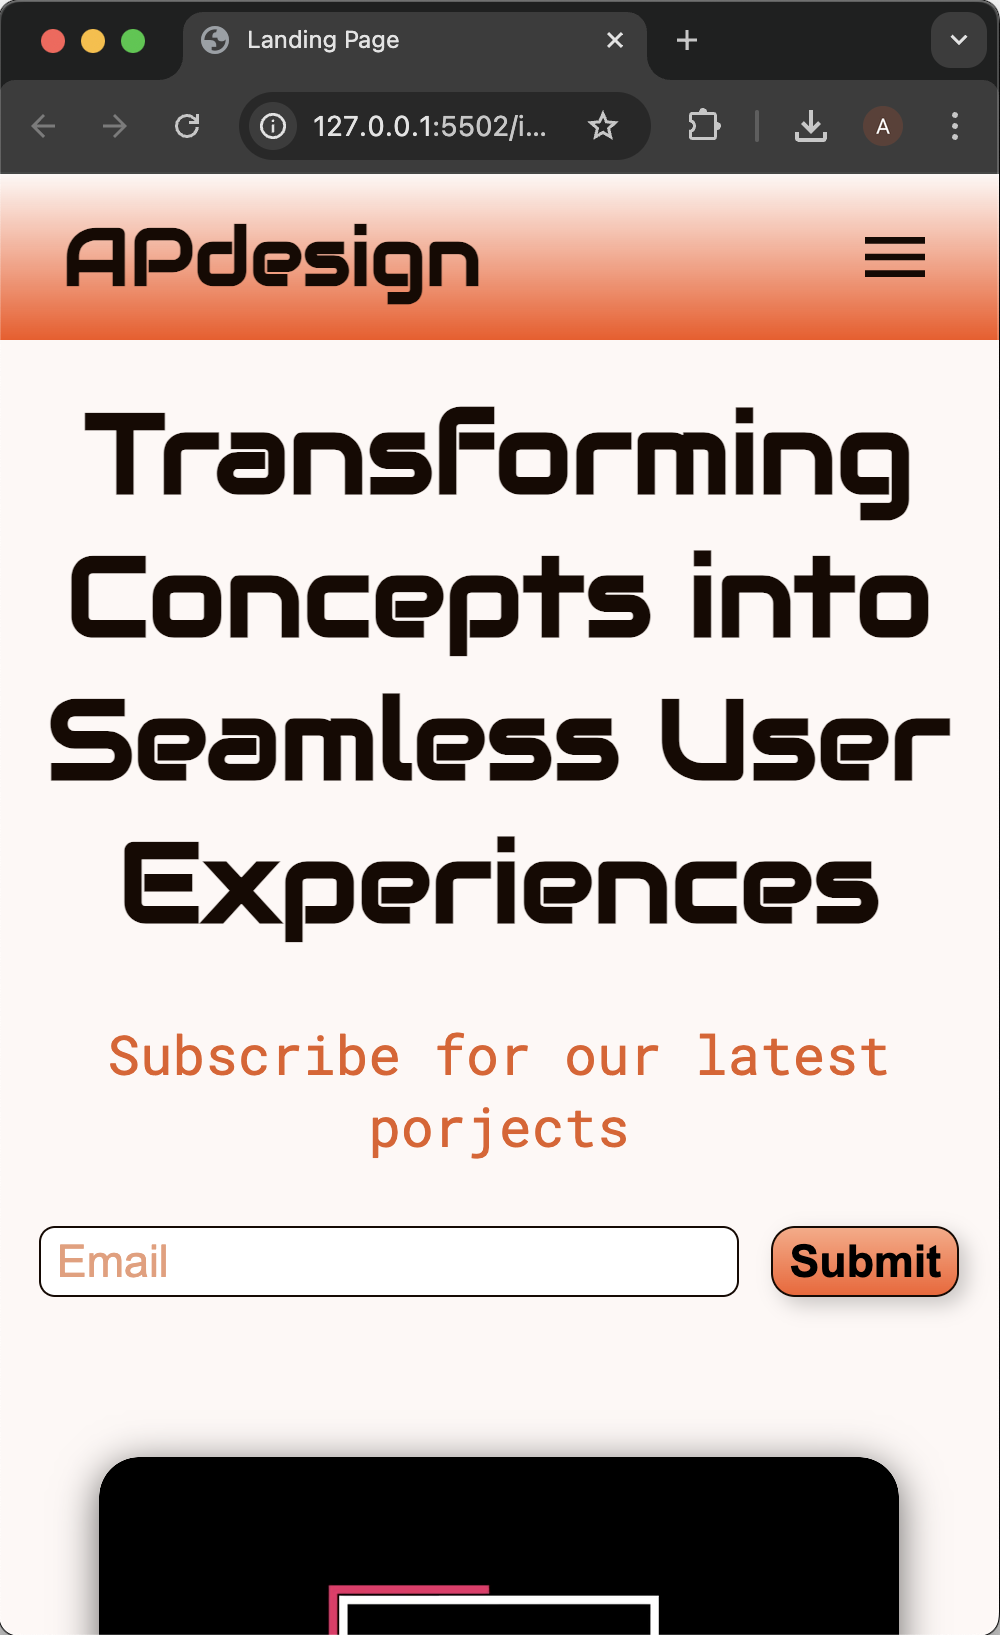 Landing Page
127.0.0.1:5502/i...
A
APdesign
Transforming
Concepts into
Seamless User
Experiences
Subscribe for our latest
porjects
Email
Submit